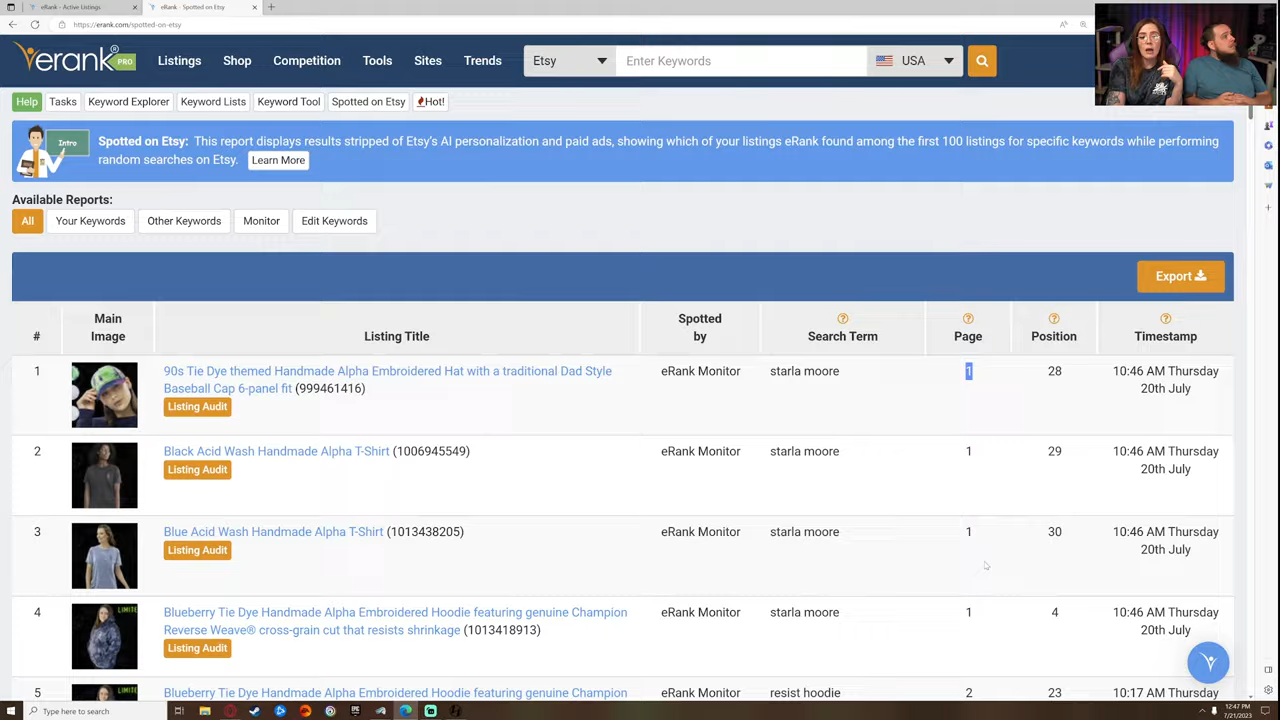 eRank - Active Listings
eRank - Spotted on Etsy
https://erank.com/spotted-on-etsy
erank® PRO
Listings Shop Competition Tools Sites Trends
Etsy Enter Keywords USA
Help Tasks Keyword Explorer Keyword Lists Keyword Tool Spotted on Etsy Hot!
Intro
Spotted on Etsy: This report displays results stripped of Etsy's AI personalization and paid ads, showing which of your listings eRank found among the first 100 listings for specific keywords while performing
random searches on Etsy. Learn More
Available Reports:
All Your Keywords Other Keywords Monitor Edit Keywords
Export
# Main Image Listing Title Spotted by Search Term Page Position Timestamp
1 90s Tie Dye themed Handmade Alpha Embroidered Hat with a traditional Dad Style eRank Monitor starla moore 1 28 10:46 AM Thursday
Baseball Cap 6-panel fit (999461416) 20th July
Listing Audit
2 Black Acid Wash Handmade Alpha T-Shirt (1006945549) eRank Monitor starla moore 1 29 10:46 AM Thursday
Listing Audit 20th July
3 Blue Acid Wash Handmade Alpha T-Shirt (1013438205) eRank Monitor starla moore 1 30 10:46 AM Thursday
Listing Audit 20th July
LIMITE
4 Blueberry Tie Dye Handmade Alpha Embroidered Hoodie featuring genuine Champion eRank Monitor starla moore 1 4 10:46 AM Thursday
Reverse Weave® cross-grain cut that resists shrinkage (1013418913) 20th July
Listing Audit
LIMITE
5 Blueberry Tie Dye Handmade Alpha Embroidered Hoodie featuring genuine Champion eRank Monitor resist hoodie 2 23 10:17 AM Thursday
Type here to search
12:47 PM
7/21/2023